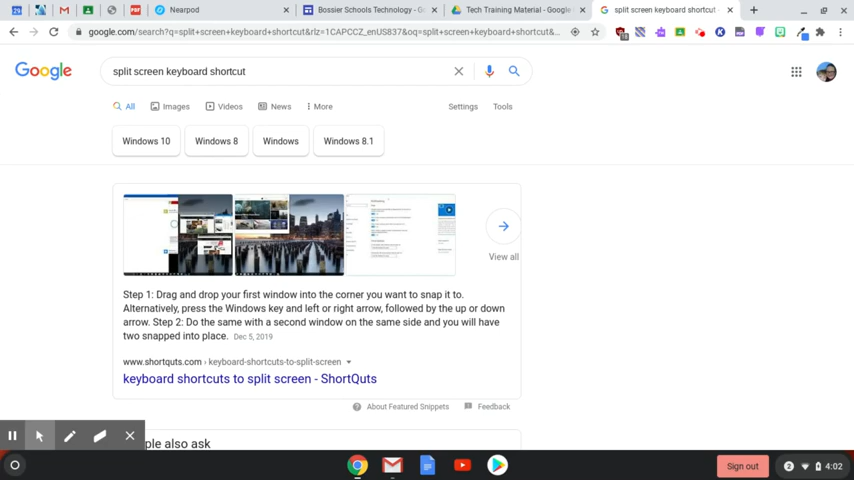 29
PDF
Nearpod
Bossier Schools Technology - G
Tech Training Material - Google
split screen keyboard shortcut -
google.com/search?q=split+screen+keyboard+shortcut&rlz=1CAPCCZ_enUS837&oq=split+screen+keyboard+shortcut&...
Google
split screen keyboard shortcut
All
Images
Videos
News
More
Settings
Tools
Windows 10
Windows 8
Windows
Windows 8.1
View all
Step 1: Drag and drop your first window into the corner you want to snap it to.
Alternatively, press the Windows key and left or right arrow, followed by the up or down
arrow. Step 2: Do the same with a second window on the same side and you will have
two snapped into place. Dec 5, 2019
www.shortquts.com › keyboard-shortcuts-to-split-screen
keyboard shortcuts to split screen - ShortQuts
About Featured Snippets
Feedback
ple also ask
Sign out
2
4:02